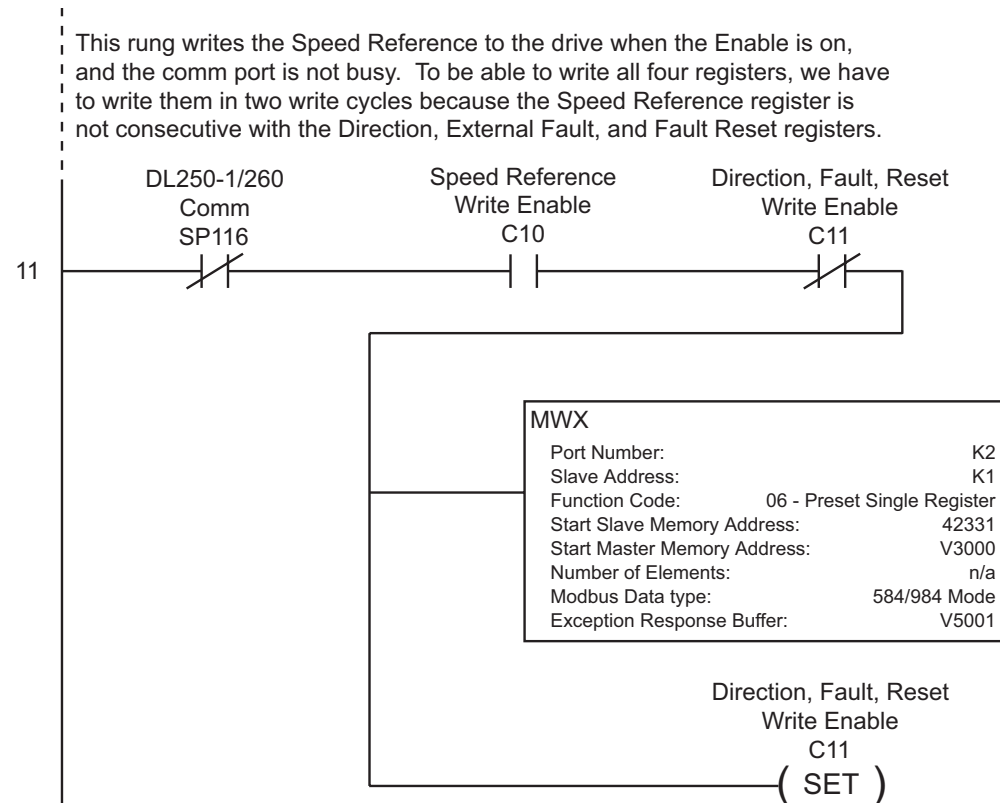 This rung writes the Speed Reference to the drive when the Enable is on,
and the comm port is not busy.  To be able to write all four registers, we have
to write them in two write cycles because the Speed Reference register is
not consecutive with the Direction, External Fault, and Fault Reset registers.
DL250-1/260
Comm
SP116
Speed Reference
Write Enable
C10
Direction, Fault, Reset
Write Enable
C11
11
MWX
Port Number: K2
Slave Address: K1
Function Code: 06 - Preset Single Register
Start Slave Memory Address: 42331
Start Master Memory Address: V3000
Number of Elements: n/a
Modbus Data type: 584/984 Mode
Exception Response Buffer: V5001
Direction, Fault, Reset
Write Enable
C11
( SET )